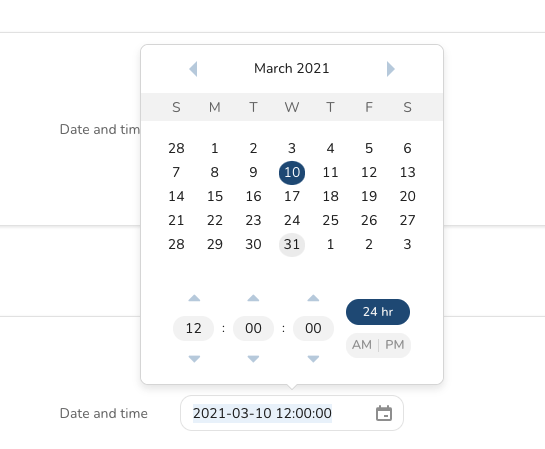 March 2021
S M T W T F S
Date and tim
28 1 2 3 4 5 6
7 8 9 10 11 12 13
14 15 16 17 18 19 20
21 22 23 24 25 26 27
28 29 30 31 1 2 3
24 hr
12 : 00 : 00
AM | PM
Date and time 2021-03-10 12:00:00